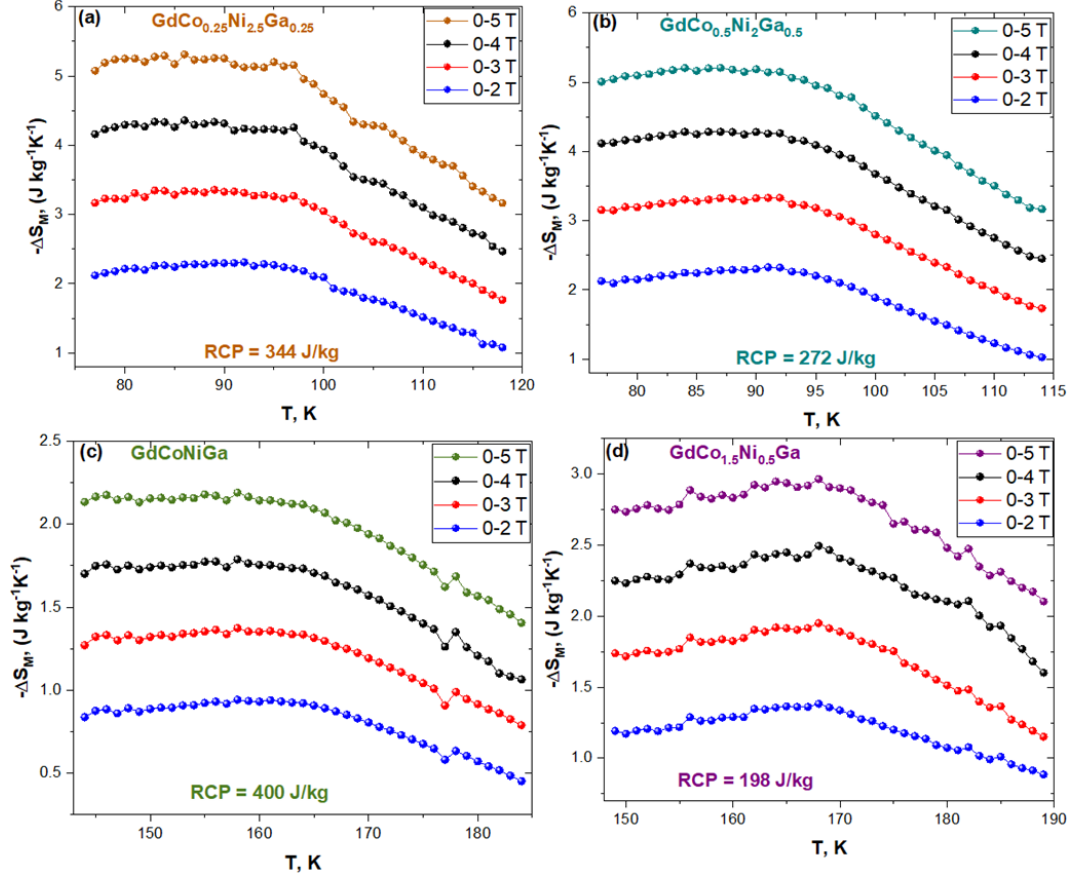 (a)
GdCo0.25Ni2.5Ga0.25
0-5 T
0-4 T
0-3 T
0-2 T
6
5
4
3
2
1
-ΔSM, (J kg-1K-1)
RCP = 344 J/kg
80 90 100 110 120
T, K
(b)
GdCo0.5Ni2Ga0.5
0-5 T
0-4 T
0-3 T
0-2 T
6
5
4
3
2
1
-ΔSM, (J kg-1K-1)
RCP = 272 J/kg
80 85 90 95 100 105 110 115
T, K
(c)
GdCoNiGa
0-5 T
0-4 T
0-3 T
0-2 T
2.5
2.0
1.5
1.0
0.5
-ΔSM, (J kg-1K-1)
RCP = 400 J/kg
150 160 170 180
T, K
(d)
GdCo1.5Ni0.5Ga
0-5 T
0-4 T
0-3 T
0-2 T
3.0
2.5
2.0
1.5
1.0
-ΔSM, (J kg-1K-1)
RCP = 198 J/kg
150 155 160 165 170 175 180 185 190
T, K